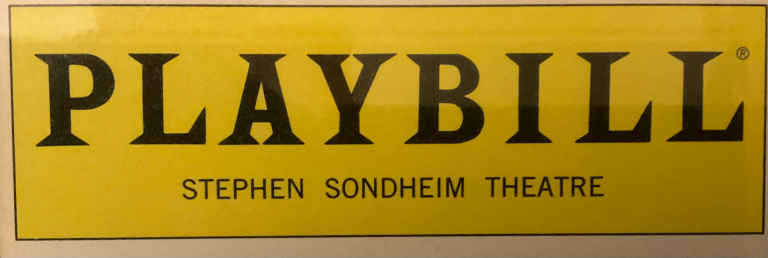 PLAYBILL®
STEPHEN SONDHEIM THEATRE